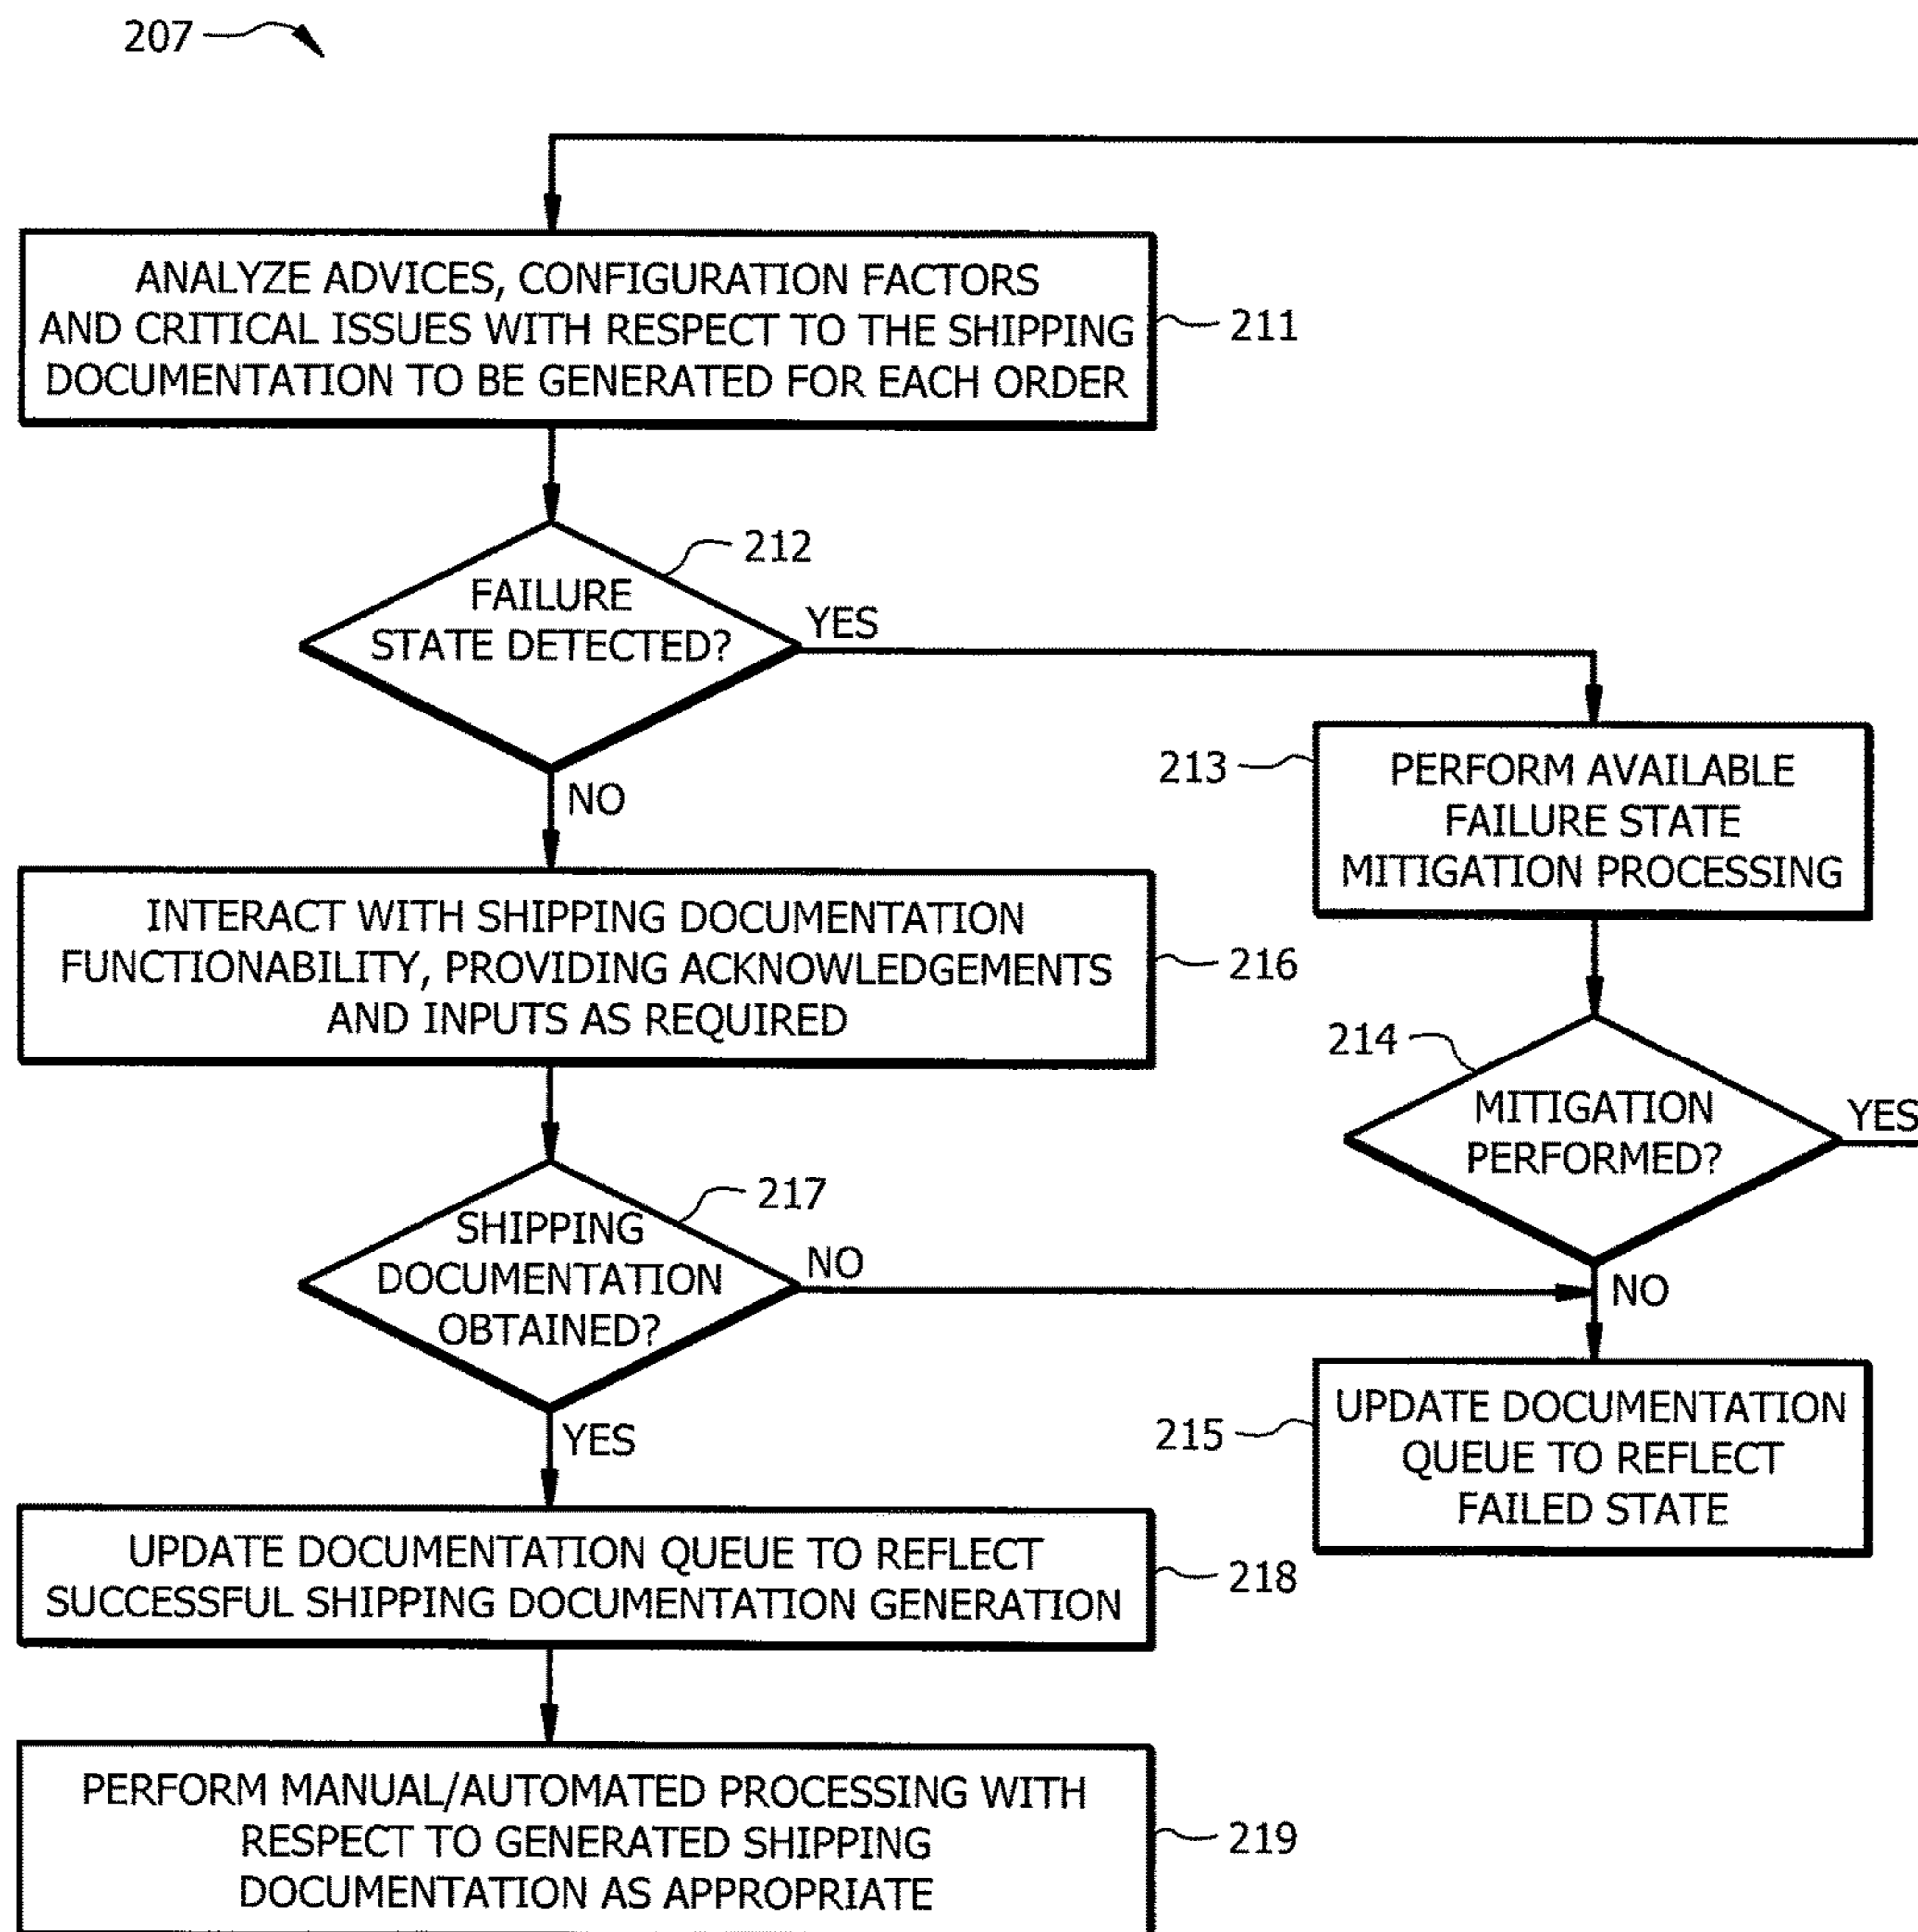 207
ANALYZE ADVICES, CONFIGURATION FACTORS
AND CRITICAL ISSUES WITH RESPECT TO THE SHIPPING
DOCUMENTATION TO BE GENERATED FOR EACH ORDER
211
212
FAILURE
STATE DETECTED?
YES
NO
213
PERFORM AVAILABLE
FAILURE STATE
MITIGATION PROCESSING
INTERACT WITH SHIPPING DOCUMENTATION
FUNCTIONABILITY, PROVIDING ACKNOWLEDGEMENTS
AND INPUTS AS REQUIRED
216
214
MITIGATION
PERFORMED?
YES
NO
217
SHIPPING
DOCUMENTATION
OBTAINED?
NO
YES
215
UPDATE DOCUMENTATION
QUEUE TO REFLECT
FAILED STATE
UPDATE DOCUMENTATION QUEUE TO REFLECT
SUCCESSFUL SHIPPING DOCUMENTATION GENERATION
218
PERFORM MANUAL/AUTOMATED PROCESSING WITH
RESPECT TO GENERATED SHIPPING
DOCUMENTATION AS APPROPRIATE
219